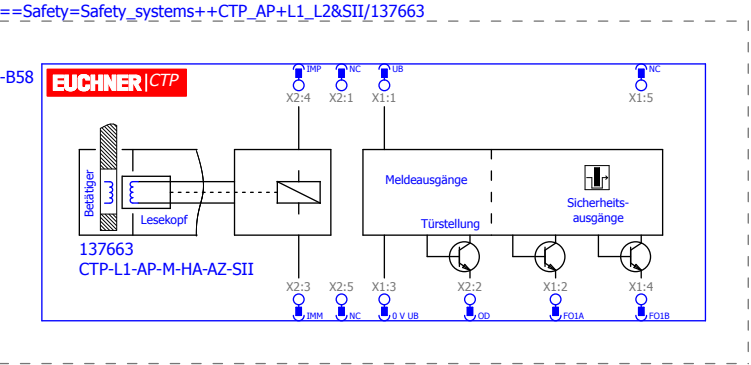 ==Safety=Safety_systems++CTP_AP+L1_L2&SII/137663
-B58
EUCHNER CTP
IMP NC UB NC
X2:4 X2:1 X1:1 X1:5
Betätiger
Lesekopf
Meldeausgänge
Türstellung
Sicherheits-
ausgänge
137663
CTP-L1-AP-M-HA-AZ-SII
X2:3 X2:5 X1:3 X2:2 X1:2 X1:4
IMM NC 0 V UB OD FO1A FO1B